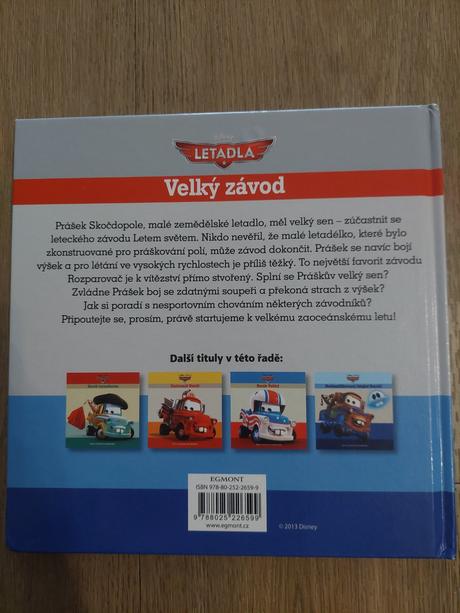 Disney
LETADLA
Velký závod
Prášek Skočdopole, malé zemědělské letadlo, měl velký sen – zúčastnit se
leteckého závodu Letem světem. Nikdo nevěřil, že malé letadélko, které bylo
zkonstruované pro práškování polí, může závod dokončit. Prášek se navíc bojí
výšek a pro létání ve vysokých rychlostech je příliš těžký. To největší favorit závodu
Rozparovač je k vítězství přímo stvořený. Splní se Práškův velký sen?
Zvládne Prášek boj se zdatnými soupeři a překoná strach z výšek?
Jak si poradí s nesportovním chováním některých závodníků?
Připoutejte se, prosím, právě startujeme k velkému zaoceánskému letu!
Další tituly v této řadě:
EGMONT
ISBN 978-80-252-2659-9
9 788025 226599
www.egmont.cz
© 2013 Disney